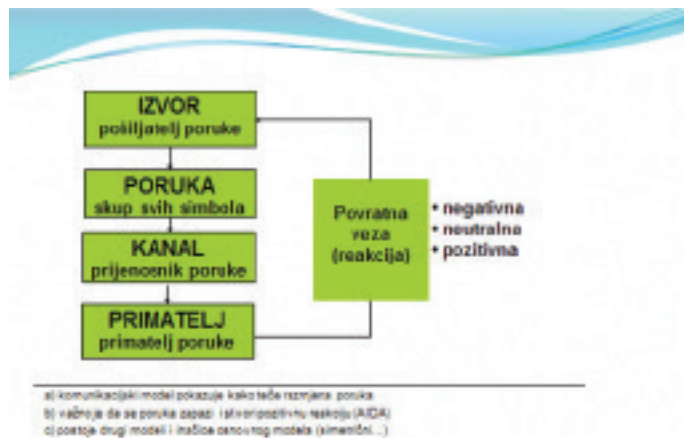 IZVOR
pošiljatelj poruke
PORUKA
skup svih simbola
KANAL
prijenosnik poruke
PRIMATELJ
primatelj poruke
Povratna
veza
(reakcija)
• negativna
• neutralna
• pozitivna
a) komunikacijski model pokazuje kako teče razmjena poruka
b) važno je da se poruka zapazi i stvori pozitivnu reakciju (AIDA)
c) postoje drugi modeli i inačice osnovnog modela (simetrični...)